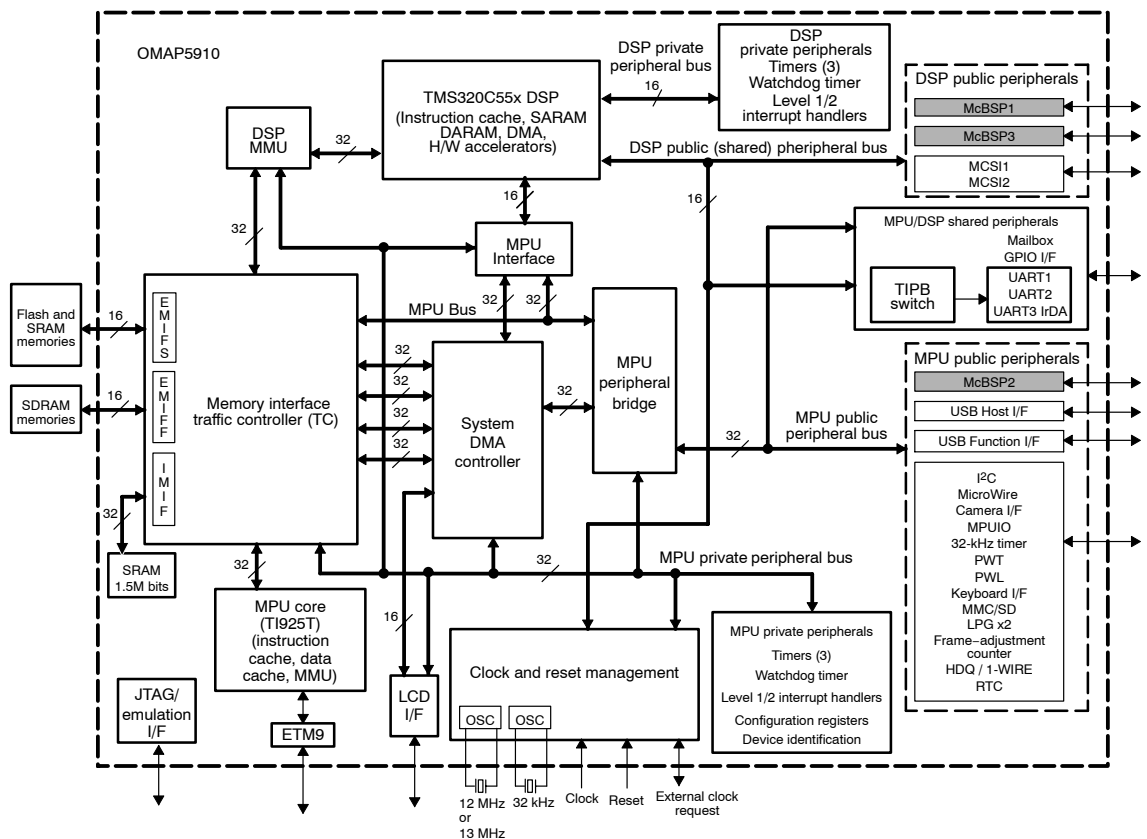 OMAP5910
DSP private
peripheral bus
16
DSP
private peripherals
Timers (3)
Watchdog timer
Level 1/2
interrupt handlers
TMS320C55x DSP
(Instruction cache, SARAM
DARAM, DMA,
H/W accelerators)
DSP
MMU
32
DSP public (shared) pheripheral bus
16
DSP public peripherals
McBSP1
McBSP3
MCSI1
MCSI2
16
32
MPU
Interface
MPU/DSP shared peripherals
Mailbox
GPIO I/F
TIPB
switch
UART1
UART2
UART3 IrDA
32
32
MPU Bus
Flash and
SRAM
memories
16
E
M
I
F
S
SDRAM
memories
16
E
M
I
F
F
I
M
I
F
Memory interface
traffic controller (TC)
32
32
32
32
System
DMA
controller
32
MPU
peripheral
bridge
32
MPU public
peripheral bus
MPU public peripherals
McBSP2
USB Host I/F
USB Function I/F
I²C
MicroWire
Camera I/F
MPUIO
32-kHz timer
PWT
PWL
Keyboard I/F
MMC/SD
LPG x2
Frame−adjustment
counter
HDQ / 1-WIRE
RTC
32
SRAM
1.5M bits
32
32
MPU private peripheral bus
MPU core
(TI925T)
(instruction
cache, data
cache, MMU)
16
JTAG/
emulation
I/F
ETM9
LCD
I/F
Clock and reset management
OSC
OSC
12 MHz
or
13 MHz
32 kHz
Clock
Reset
External clock
request
MPU private peripherals
Timers (3)
Watchdog timer
Level 1/2 interrupt handlers
Configuration registers
Device identification